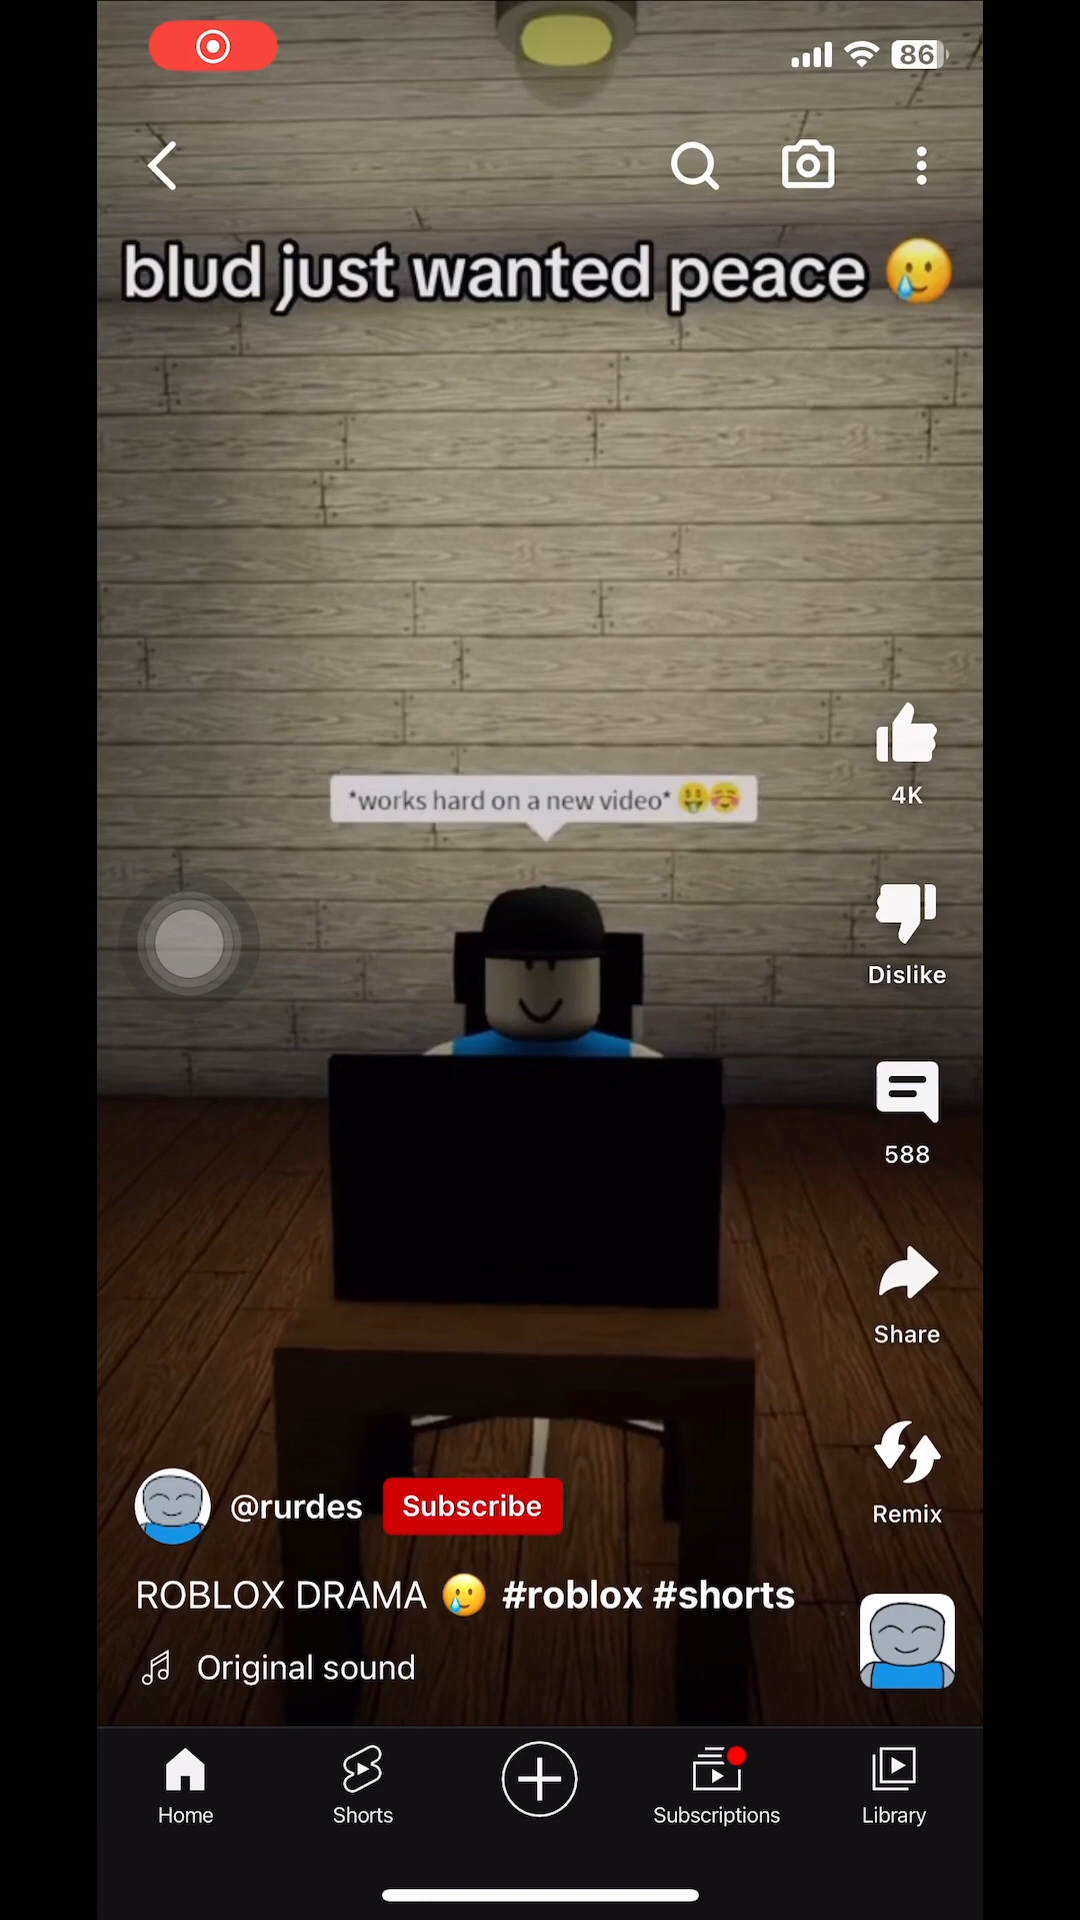 86
blud just wanted peace 🥲
*works hard on a new video* 🤑🥰
4K
Dislike
588
Share
Remix
@rurdes Subscribe
ROBLOX DRAMA 🥲 #roblox #shorts
Original sound
Home Shorts Subscriptions Library